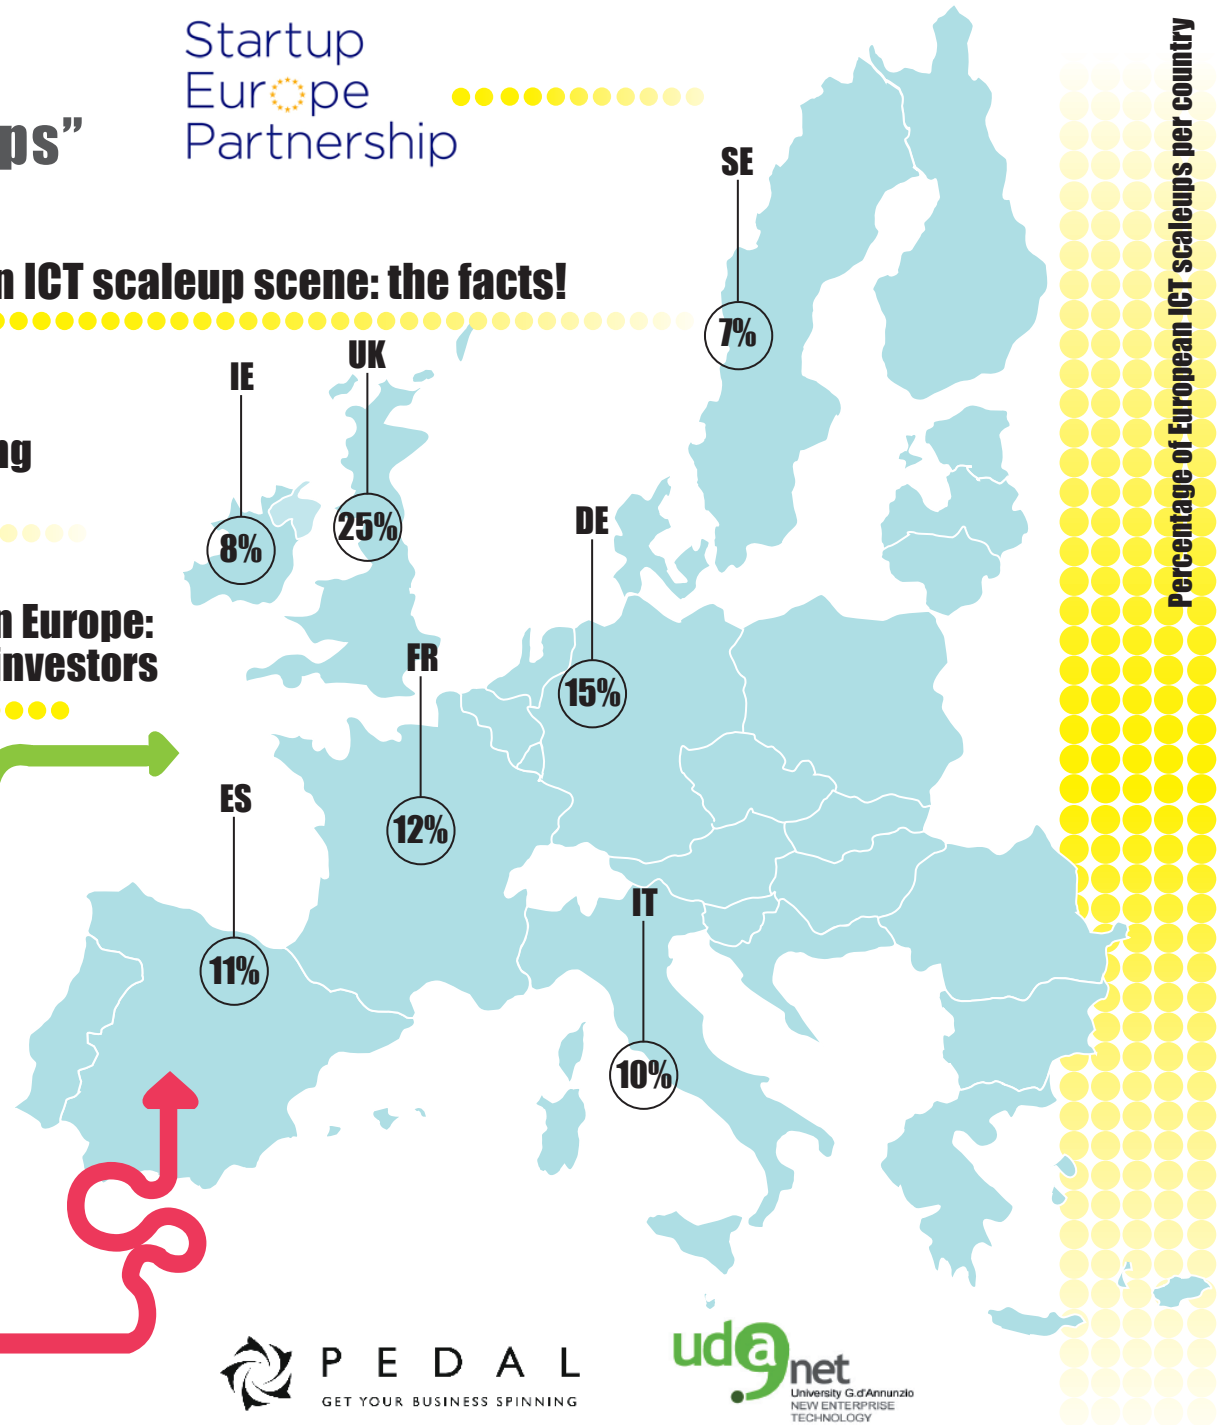 Startup
Europe
Partnership
ps”
n ICT scaleup scene: the facts!
ng
n Europe:
investors
SE
7%
UK
25%
IE
8%
DE
15%
FR
12%
ES
11%
IT
10%
Percentage of European ICT scaleups per country
PEDAL
GET YOUR BUSINESS SPINNING
udanet
University G.d'Annunzio
NEW ENTERPRISE
TECHNOLOGY